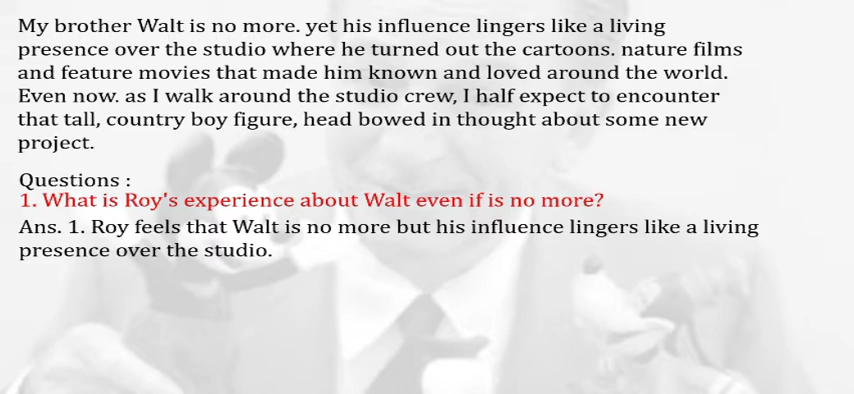 My brother Walt is no more. yet his influence lingers like a living
presence over the studio where he turned out the cartoons. nature films
and feature movies that made him known and loved around the world.
Even now. as I walk around the studio crew, I half expect to encounter
that tall, country boy figure, head bowed in thought about some new
project.
Questions :
1. What is Roy's experience about Walt even if is no more?
Ans. 1. Roy feels that Walt is no more but his influence lingers like a living
presence over the studio.